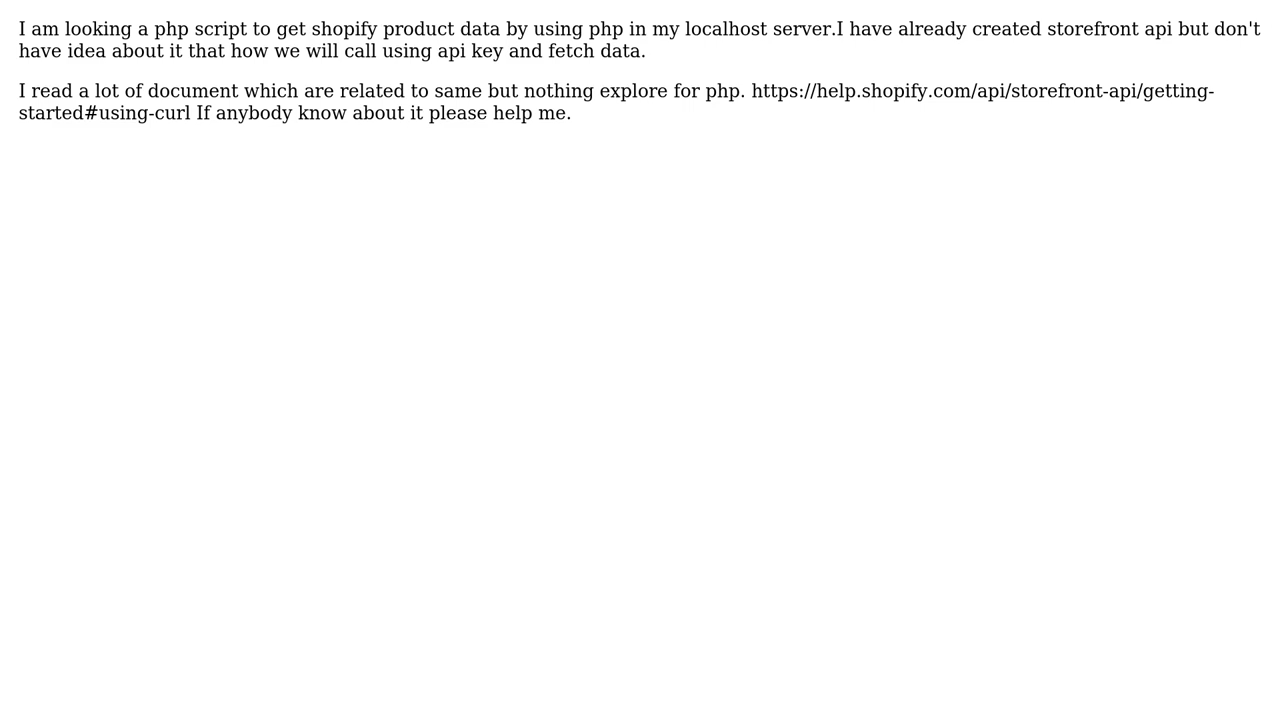 I am looking a php script to get shopify product data by using php in my localhost server.I have already created storefront api but don't
have idea about it that how we will call using api key and fetch data.
I read a lot of document which are related to same but nothing explore for php. https://help.shopify.com/api/storefront-api/getting-
started#using-curl If anybody know about it please help me.